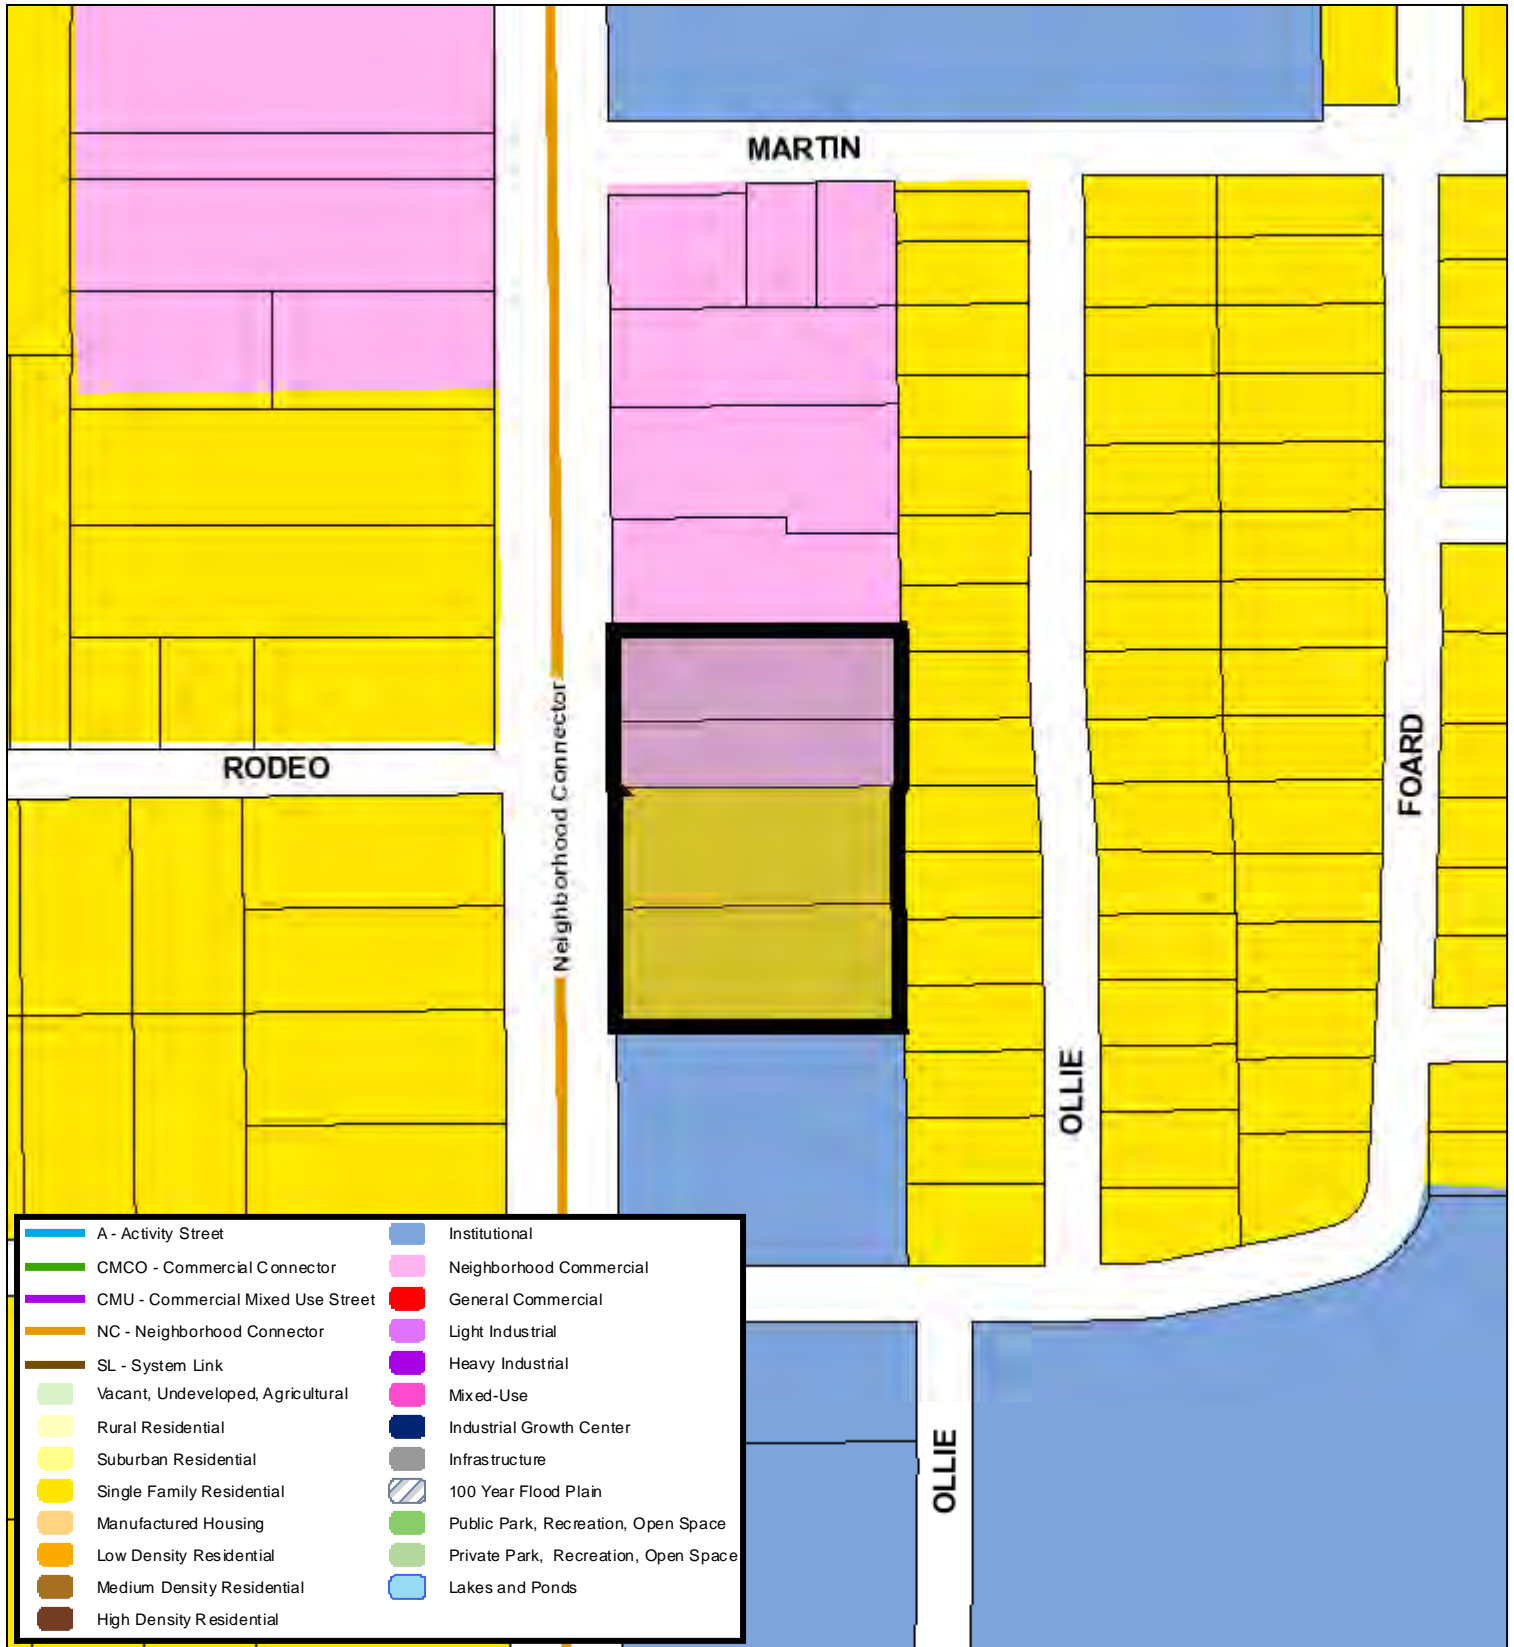 MARTIN
RODEO
Neighborhood Connector
FOARD
OLLIE
OLLIE
A - Activity Street
CMCO - Commercial Connector
CMU - Commercial Mixed Use Street
NC - Neighborhood Connector
SL - System Link
Vacant, Undeveloped, Agricultural
Rural Residential
Suburban Residential
Single Family Residential
Manufactured Housing
Low Density Residential
Medium Density Residential
High Density Residential
Institutional
Neighborhood Commercial
General Commercial
Light Industrial
Heavy Industrial
Mixed-Use
Industrial Growth Center
Infrastructure
100 Year Flood Plain
Public Park, Recreation, Open Space
Private Park, Recreation, Open Space
Lakes and Ponds